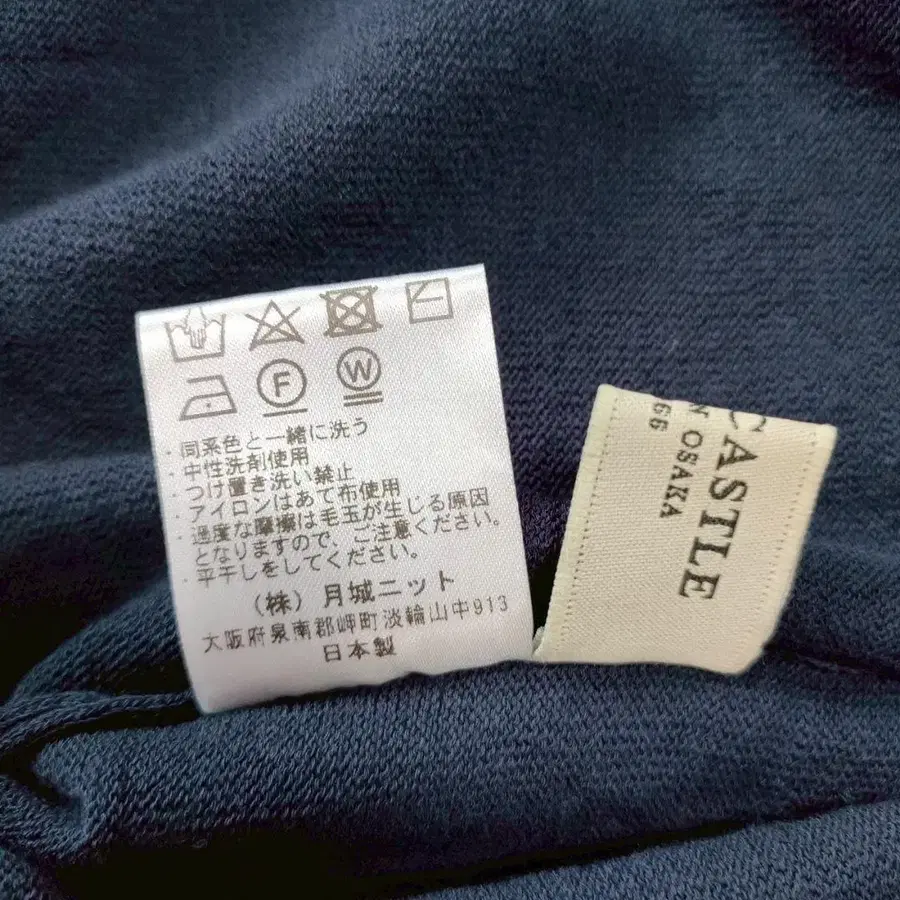 F
W
・同系色と一緒に洗う
・中性洗剤使用
・つけ置き洗い禁止
・アイロンはあて布使用
・過度な摩擦は毛玉が生じる原因
となりますので、ご注意ください。
・平干しをしてください。
(株)月城ニット
大阪府泉南郡岬町淡輪山中913
日本製
CASTLE
N OSAKA
66